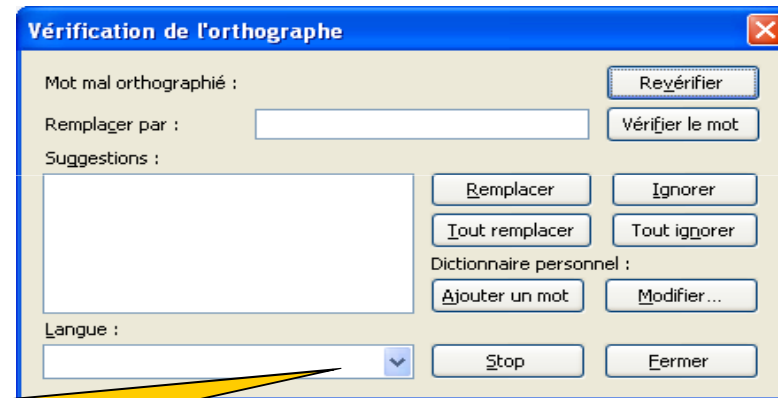 Vérification de l'orthographe
Mot mal orthographié :
Revérifier
Remplacer par :
Vérifier le mot
Suggestions :
Remplacer
Ignorer
Tout remplacer
Tout ignorer
Dictionnaire personnel :
Ajouter un mot
Modifier...
Langue :
Stop
Fermer